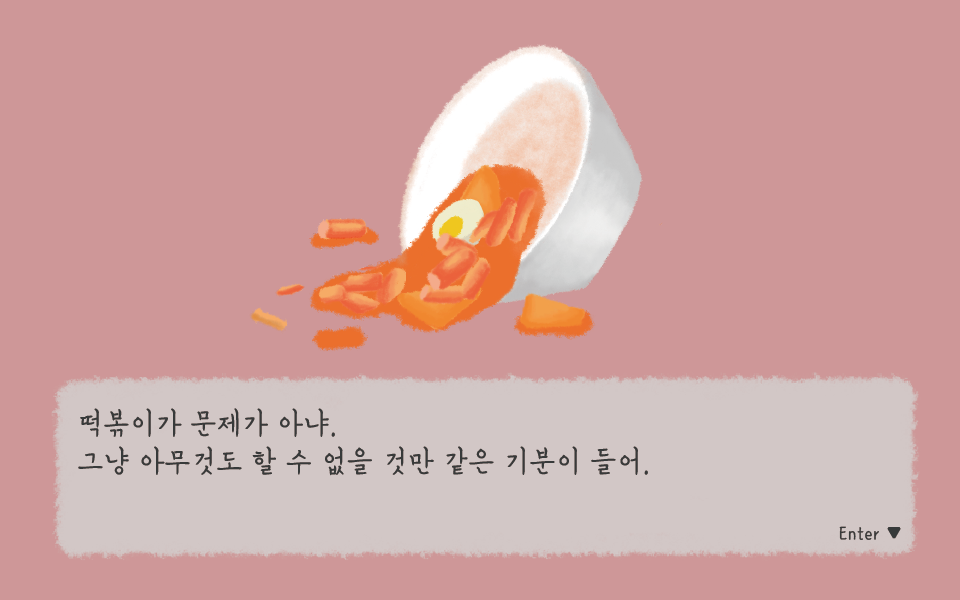 떡볶이가 문제가 아냐.
그냥 아무것도 할 수 없을 것만 같은 기분이 들어.
Enter ▼